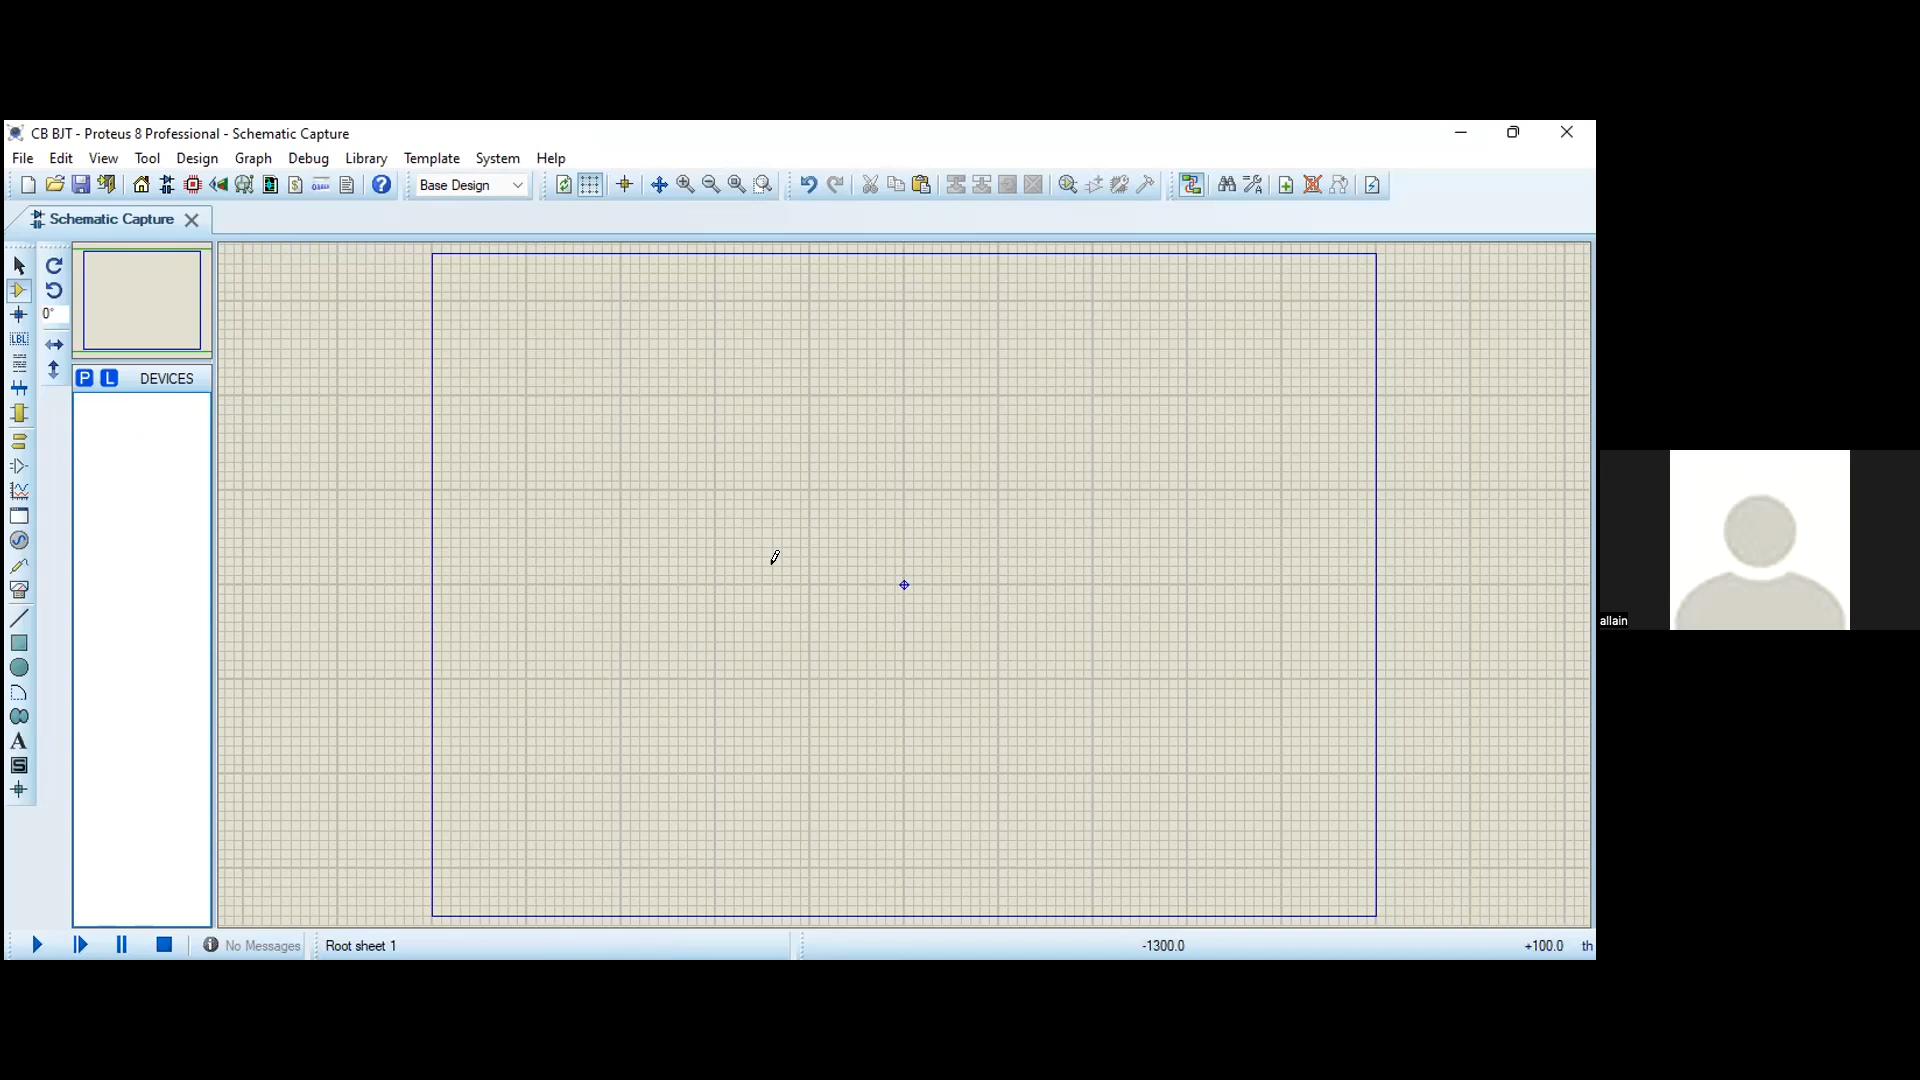 CB BJT - Proteus 8 Professional - Schematic Capture
File Edit View Tool Design Graph Debug Library Template System Help
Base Design
Schematic Capture
LBL
0°
P L DEVICES
A
S
No Messages
Root sheet 1
-1300.0
+100.0
th
allain